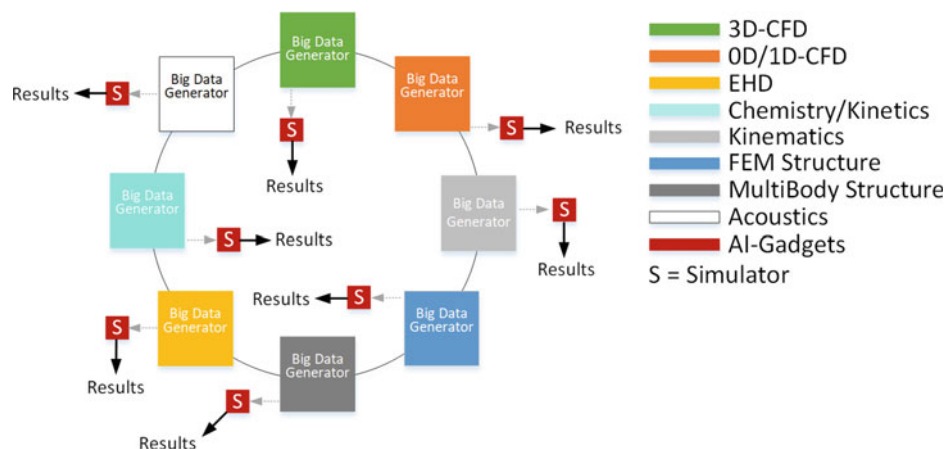 Big Data
Generator
Big Data
Generator
Big Data
Generator
Results
S
S
S
Results
Results
Big Data
Generator
Big Data
Generator
S
S
Results
Results
Big Data
Generator
Results
S
Big Data
Generator
S
Big Data
Generator
Results
S
Results
3D-CFD
0D/1D-CFD
EHD
Chemistry/Kinetics
Kinematics
FEM Structure
MultiBody Structure
Acoustics
AI-Gadgets
S = Simulator